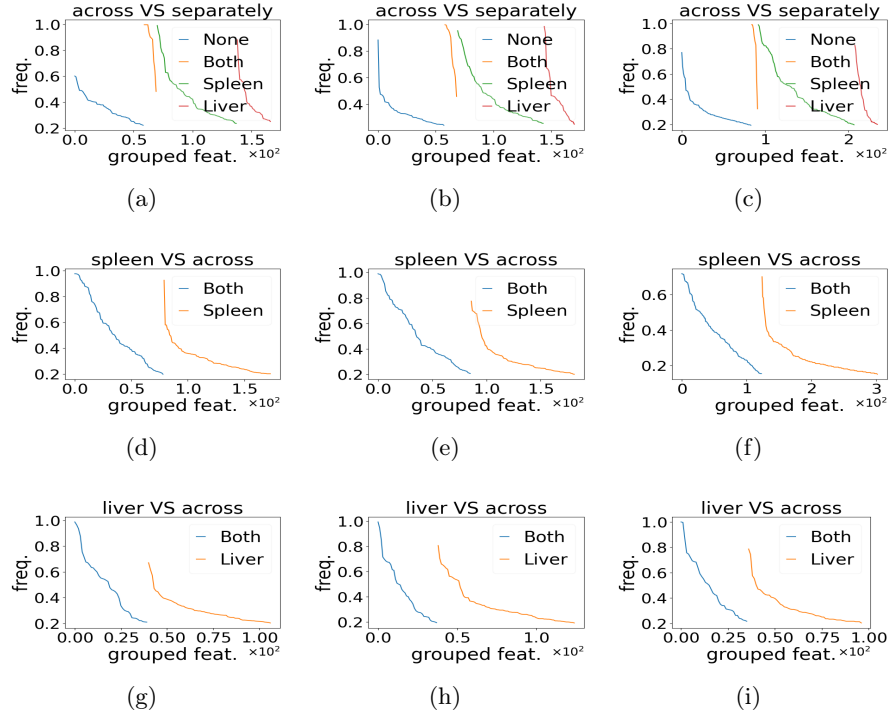 across VS separately
across VS separately
across VS separately
freq.
1.0
0.8
0.6
0.4
0.2
None
Both
Spleen
Liver
0.0
0.5
1.0
1.5
grouped feat.
×10²
1.0
0.8
0.6
0.4
None
Both
Spleen
Liver
0.0
0.5
1.0
1.5
freq.
grouped feat.
×10²
1.0
0.8
0.6
0.4
0.2
None
Both
Spleen
Liver
0
1
2
freq.
grouped feat.
×10²
(a)
(b)
(c)
spleen VS across
spleen VS across
spleen VS across
freq.
1.0
0.8
0.6
0.4
0.2
Both
Spleen
0.0
0.5
1.0
1.5
grouped feat.
×10²
freq.
1.0
0.8
0.6
0.4
0.2
Both
Spleen
0.0
0.5
1.0
1.5
grouped feat.
×10²
freq.
0.6
0.4
0.2
Both
Spleen
0
1
2
3
grouped feat.
×10²
(d)
(e)
(f)
liver VS across
liver VS across
liver VS across
freq.
1.0
0.8
0.6
0.4
0.2
Both
Liver
0.00
0.25
0.50
0.75
1.00
grouped feat.
×10²
freq.
1.0
0.8
0.6
0.4
0.2
Both
Liver
0.0
0.5
1.0
grouped feat.
×10²
freq.
1.0
0.8
0.6
0.4
0.2
Both
Liver
0.00
0.25
0.50
0.75
1.00
grouped feat.
×10²
(g)
(h)
(i)